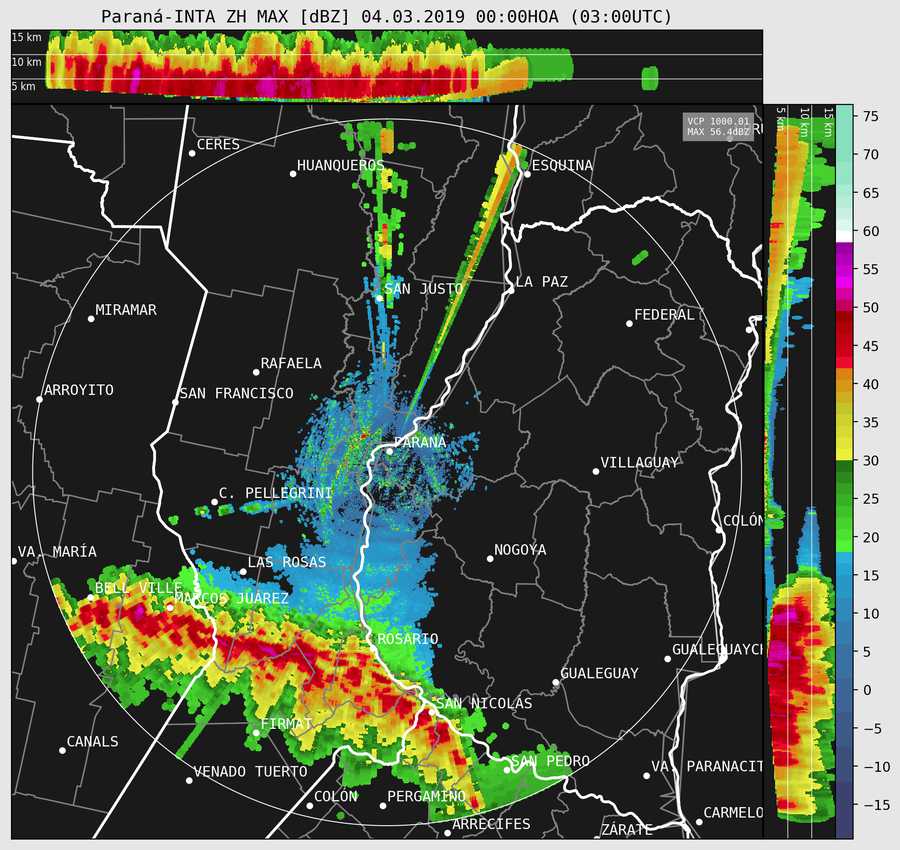 Paraná-INTA ZH MAX [dBZ] 04.03.2019 00:00HOA (03:00UTC)
15 km
10 km
5 km
VCP 1000.01
MAX 56.4dBZ
5 km
10 km
15 km
CERES
HUANQUEROS
ESQUINA
SAN JUSTO
LA PAZ
MIRAMAR
FEDERAL
RAFAELA
ARROYITO
SAN FRANCISCO
PARANÁ
VILLAGUAY
C. PELLEGRINI
COLÓN
VA. MARÍA
NOGOYA
LAS ROSAS
BELL VILLE
MARCOS JUÁREZ
ROSARIO
GUALEGUAYCH
GUALEGUAY
SAN NICOLÁS
FIRMAT
CANALS
SAN PEDRO
VENADO TUERTO
VA. PARANACIT
COLÓN
PERGAMINO
CARMELO
ARRECIFES
ZÁRATE
75
70
65
60
55
50
45
40
35
30
25
20
15
10
5
0
−5
−10
−15